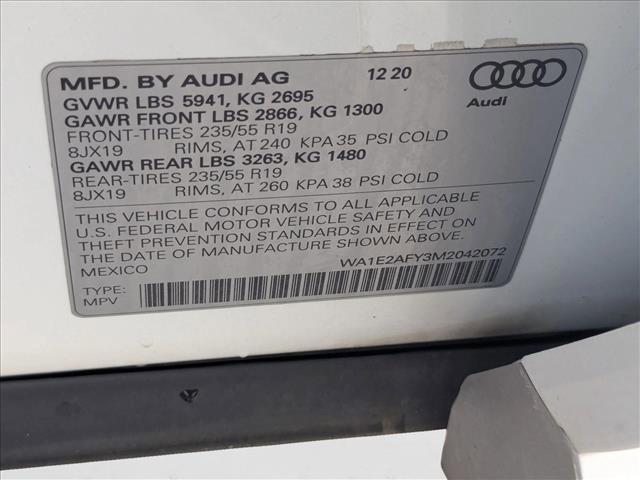 MFD. BY AUDI AG 12 20
GVWR LBS 5941, KG 2695
GAWR FRONT LBS 2866, KG 1300
FRONT-TIRES 235/55 R19
8JX19 RIMS, AT 240 KPA 35 PSI COLD
GAWR REAR LBS 3263, KG 1480
REAR-TIRES 235/55 R19
8JX19 RIMS, AT 260 KPA 38 PSI COLD
Audi
THIS VEHICLE CONFORMS TO ALL APPLICABLE
U.S. FEDERAL MOTOR VEHICLE SAFETY AND
THEFT PREVENTION STANDARDS IN EFFECT ON
THE DATE OF MANUFACTURE SHOWN ABOVE.
MEXICO WA1E2AFY3M2042072
TYPE:
MPV